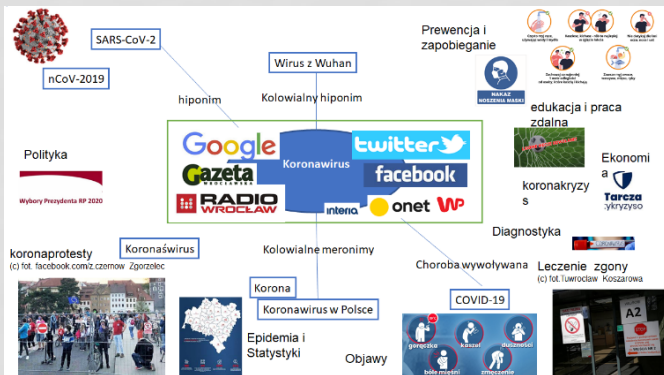 SARS-CoV-2
nCoV-2019
Wirus z Wuhan
Prewencja i
zapobieganie
NAKAZ
NOSZENIA MASKI
hiponim
Kolowialny hiponim
edukacja i praca
zdalna
Google
twitter
Koronawirus
Gazeta
WROCŁAWSKA
facebook
RADIO
WROCŁAW
interia
onet
WP
Polityka
Wybory Prezydenta RP 2020
Ekonomi
a
Tarcza
:ykryzyso
koronakryzy
s
Diagnostyka
koronaprotesty
(c) fot. facebook.com/z.czernow Zgorzelec
Koronaświrus
Kolowialne meronimy
Choroba wywoływana
Leczenie zgony
(c) fot.Tuwrocław Koszarowa
Korona
Koronawirus w Polsce
COVID-19
Epidemia i
Statystyki
Objawy
gorączka
kaszel
duszności
bóle mięśni
zmęczenie
A2